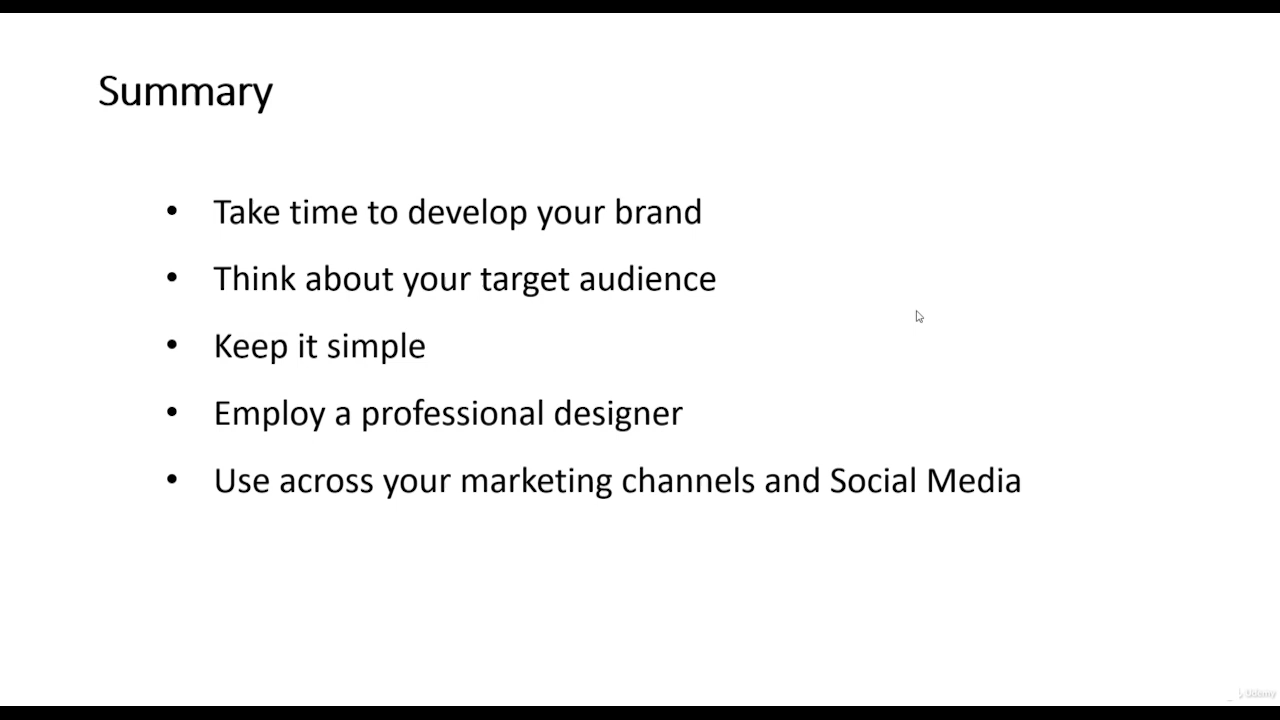 Summary
• Take time to develop your brand
• Think about your target audience
• Keep it simple
• Employ a professional designer
• Use across your marketing channels and Social Media
Udemy